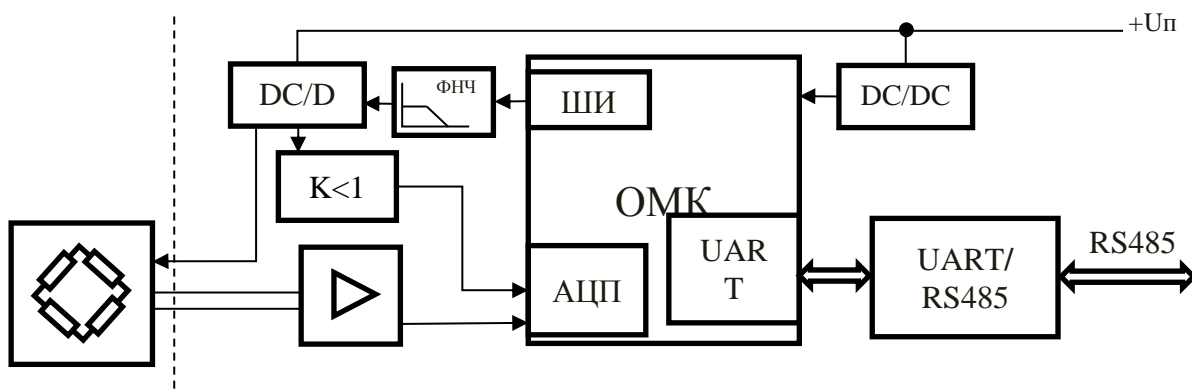 +Uп
DC/D
ФНЧ
ШИ
DC/DC
K<1
ОМК
UAR
T
АЦП
UART/
RS485
RS485